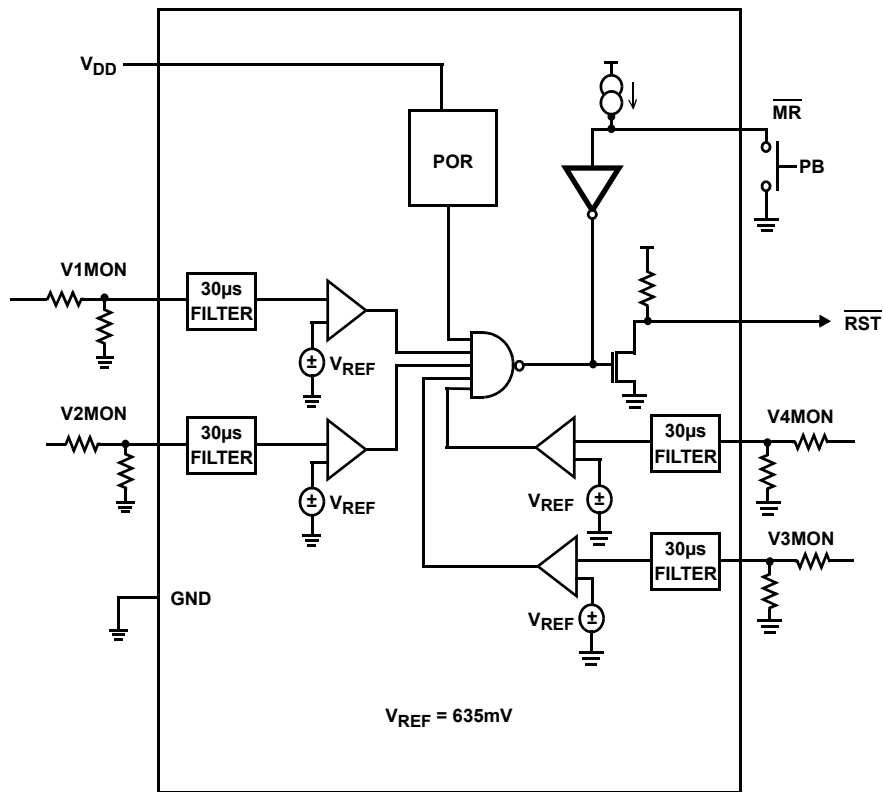 V_DD
MR
POR
PB
V1MON
30µs
FILTER
RST
V_REF
V2MON
V4MON
30µs
FILTER
30µs
FILTER
V_REF
V_REF
V3MON
30µs
FILTER
GND
V_REF
V_REF = 635mV